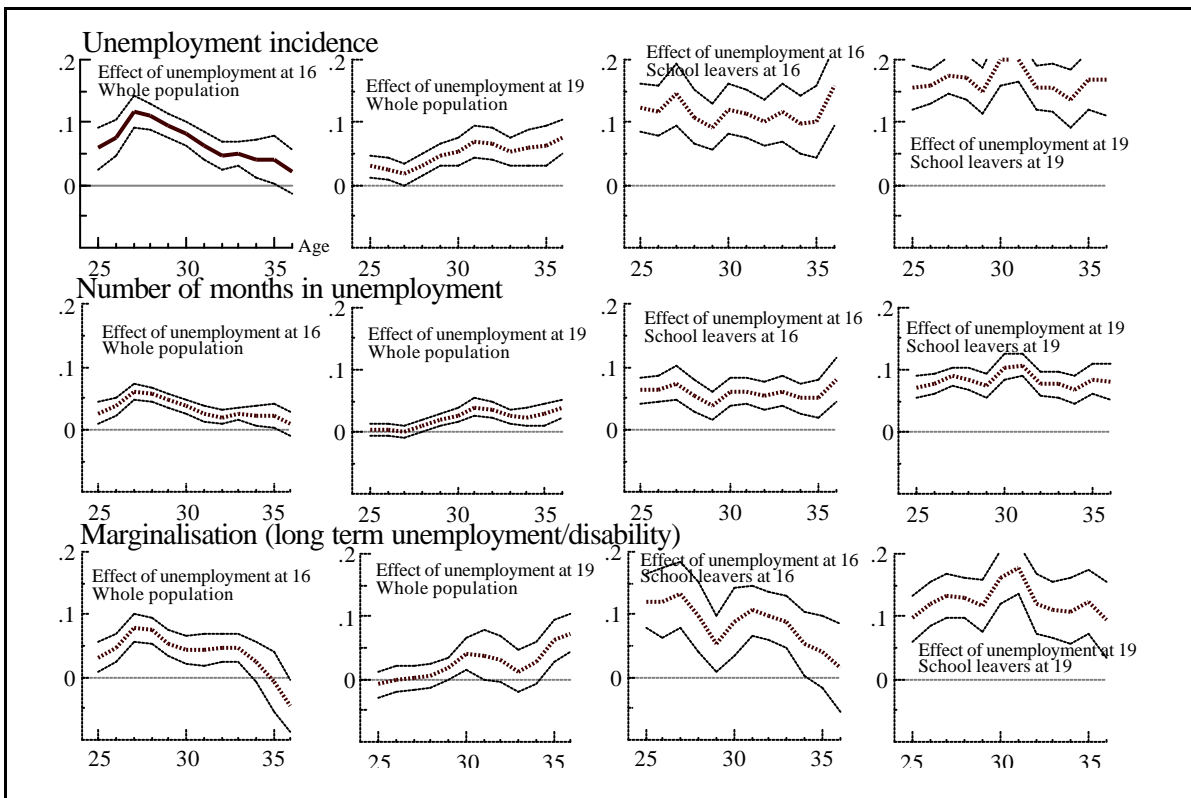 Unemployment incidence
.2
.1
0
Effect of unemployment at 16
Whole population
25
30
Age
.2
.1
0
Effect of unemployment at 19
Whole population
25
30
35
.2
.1
0
Effect of unemployment at 16
School leavers at 16
25
30
35
.2
.1
0
Effect of unemployment at 19
School leavers at 19
25
30
35
Number of months in unemployment
.2
.1
0
Effect of unemployment at 16
Whole population
25
30
35
.2
.1
0
Effect of unemployment at 19
Whole population
25
30
35
.2
.1
0
Effect of unemployment at 16
School leavers at 16
25
30
35
.2
.1
0
Effect of unemployment at 19
School leavers at 19
25
30
35
Marginalisation (long term unemployment/disability)
.2
.1
0
Effect of unemployment at 16
Whole population
25
30
35
.2
.1
0
Effect of unemployment at 19
Whole population
25
30
35
.2
.1
0
Effect of unemployment at 16
School leavers at 16
25
30
35
.2
.1
0
Effect of unemployment at 19
School leavers at 19
25
30
35